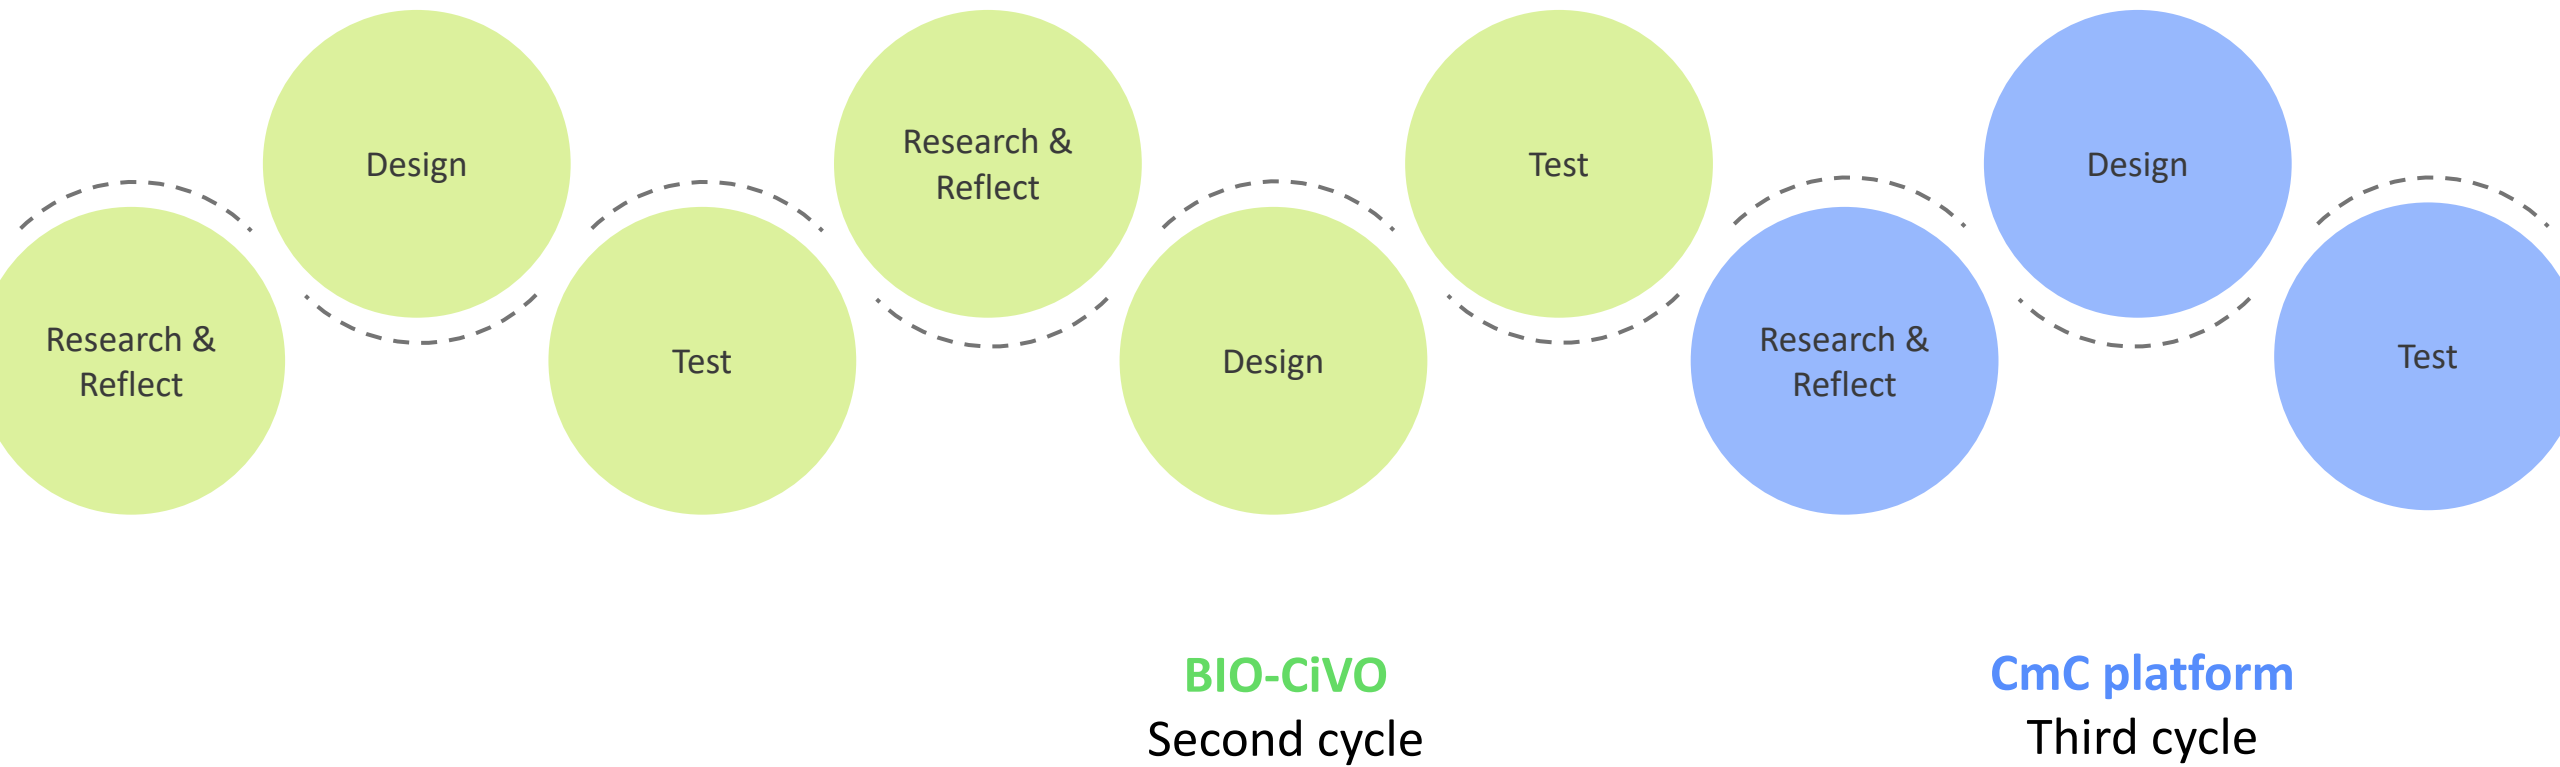 Research &
Reflect
Design
Test
Research &
Reflect
Design
Test
Research &
Reflect
Design
Test
BIO-CiVO
Second cycle
CmC platform
Third cycle